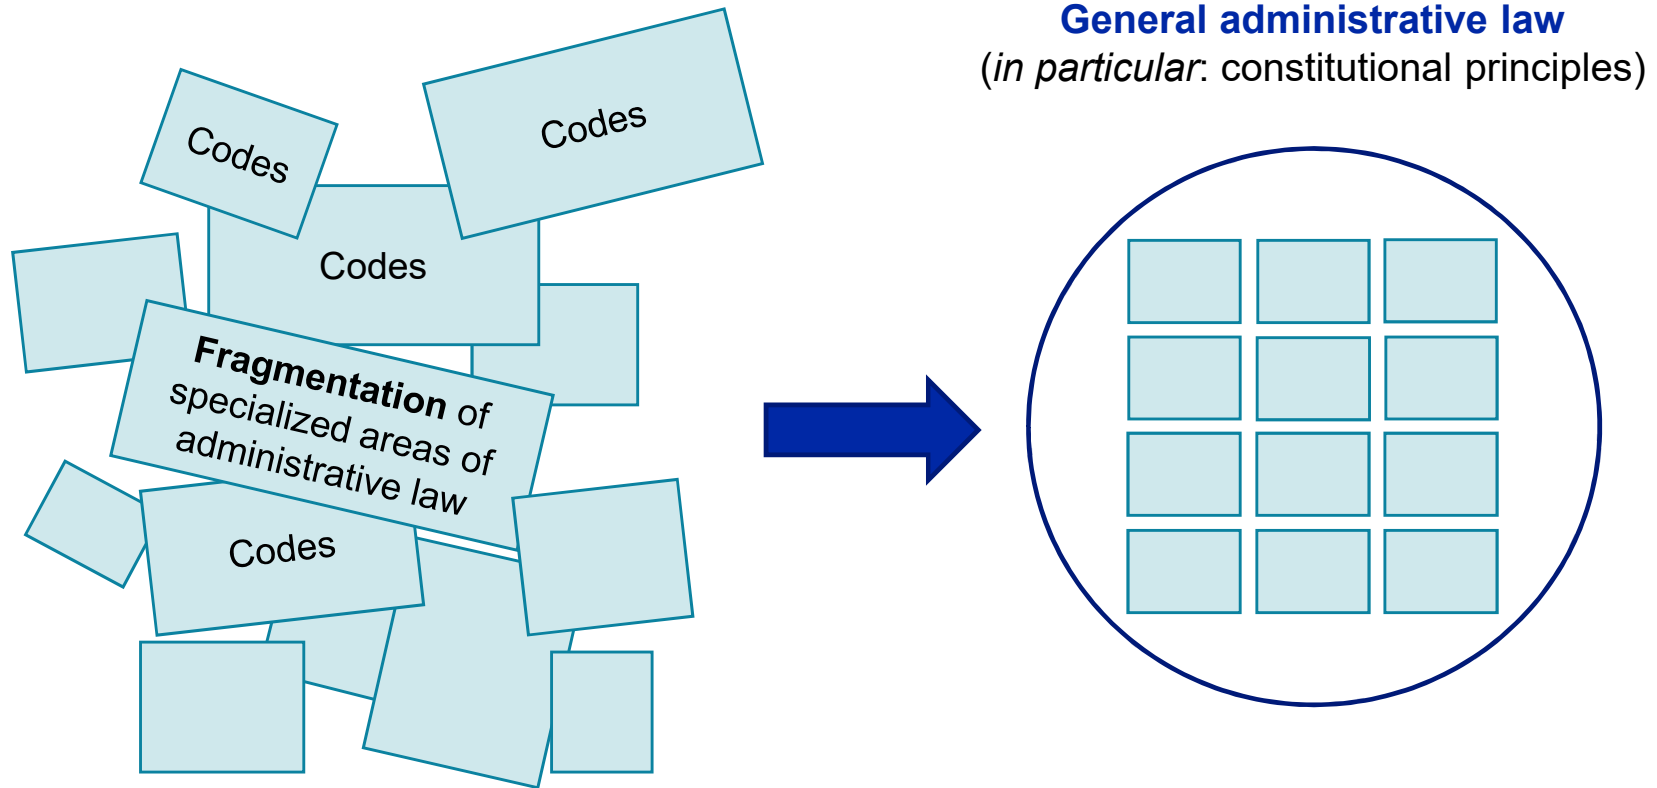 General administrative law
(in particular: constitutional principles)
Codes
Codes
Codes
Fragmentation of
specialized areas of
administrative law
Codes